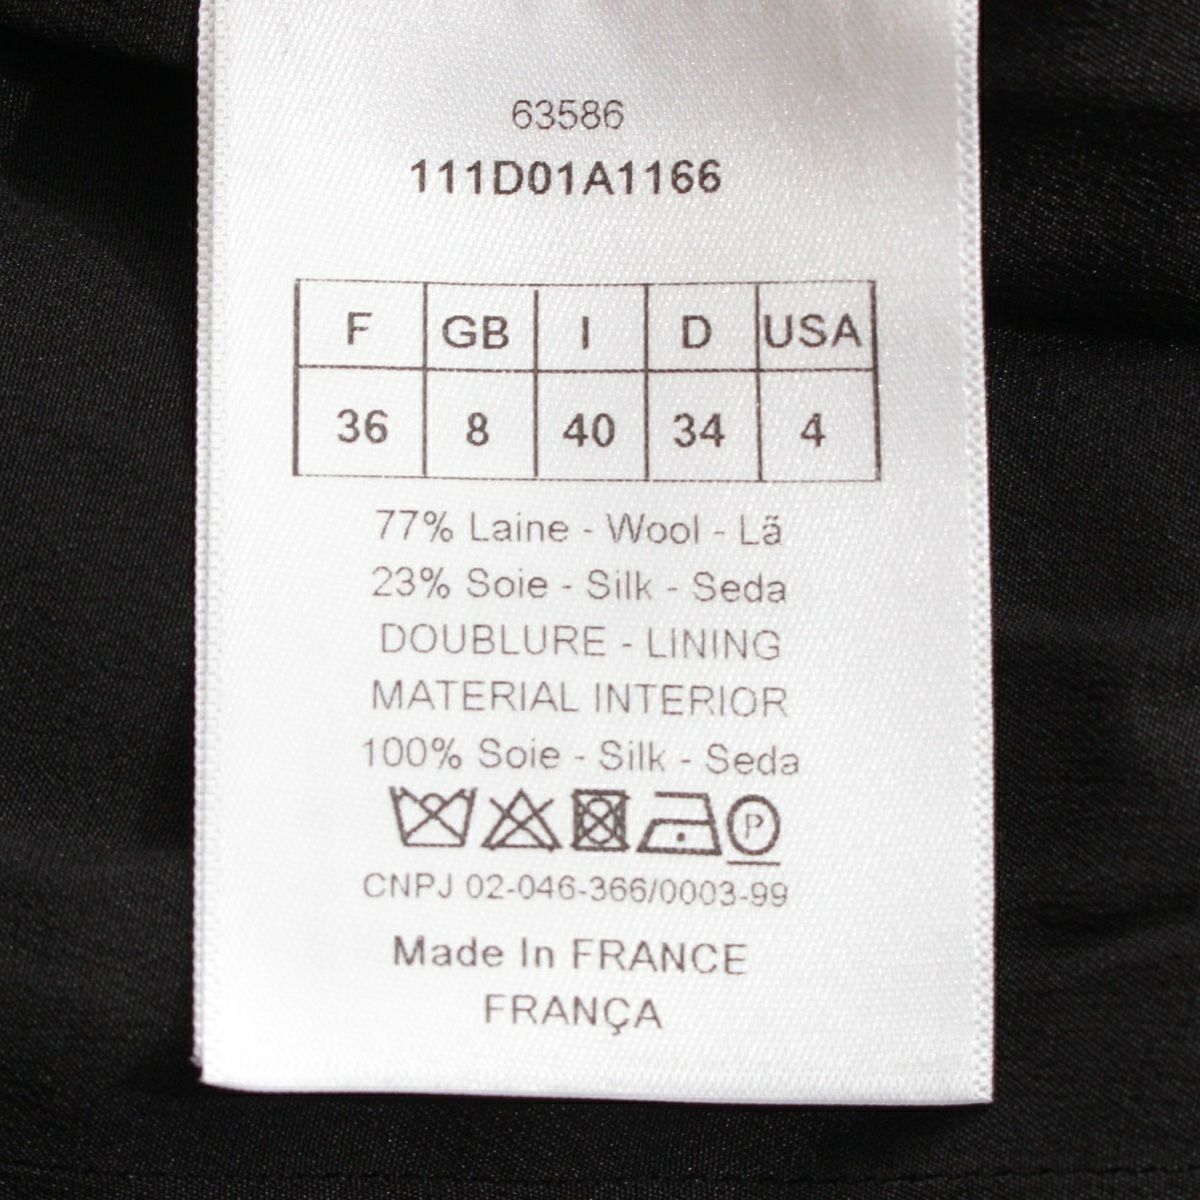 63586
111D01A1166
F GB I D USA
36 8 40 34 4
77% Laine - Wool - Lã
23% Soie - Silk - Seda
DOUBLURE - LINING
MATERIAL INTERIOR
100% Soie - Silk - Seda
P
CNPJ 02-046-366/0003-99
Made In FRANCE
FRANÇA